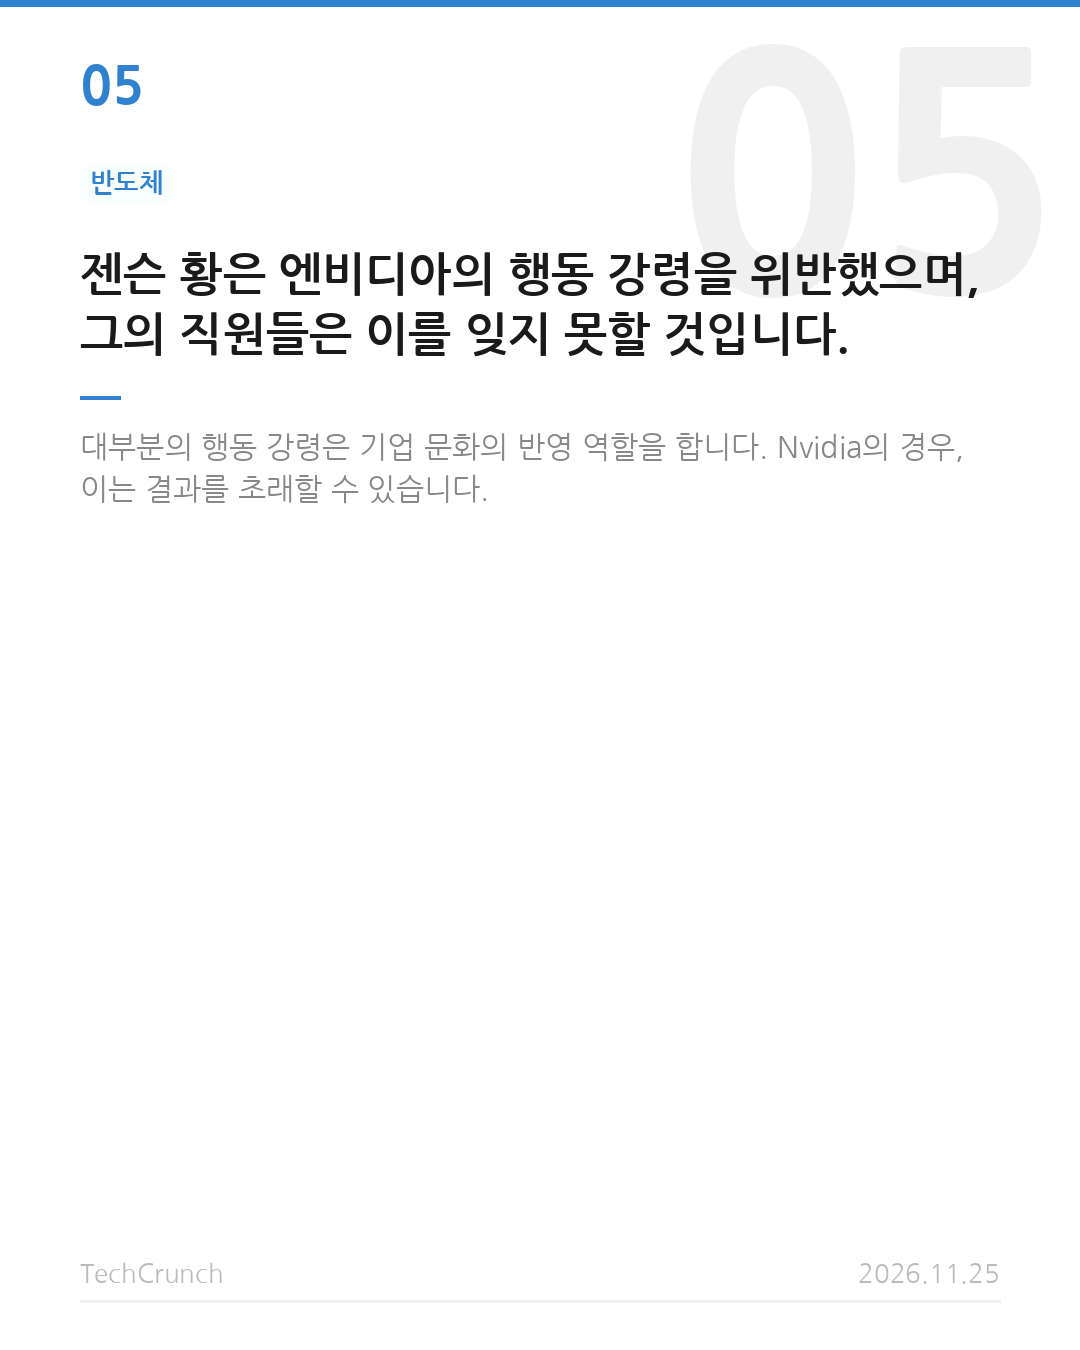 05
05
반도체
젠슨 황은 엔비디아의 행동 강령을 위반했으며,
그의 직원들은 이를 잊지 못할 것입니다.
대부분의 행동 강령은 기업 문화의 반영 역할을 합니다. Nvidia의 경우,
이는 결과를 초래할 수 있습니다.
TechCrunch
2026.11.25